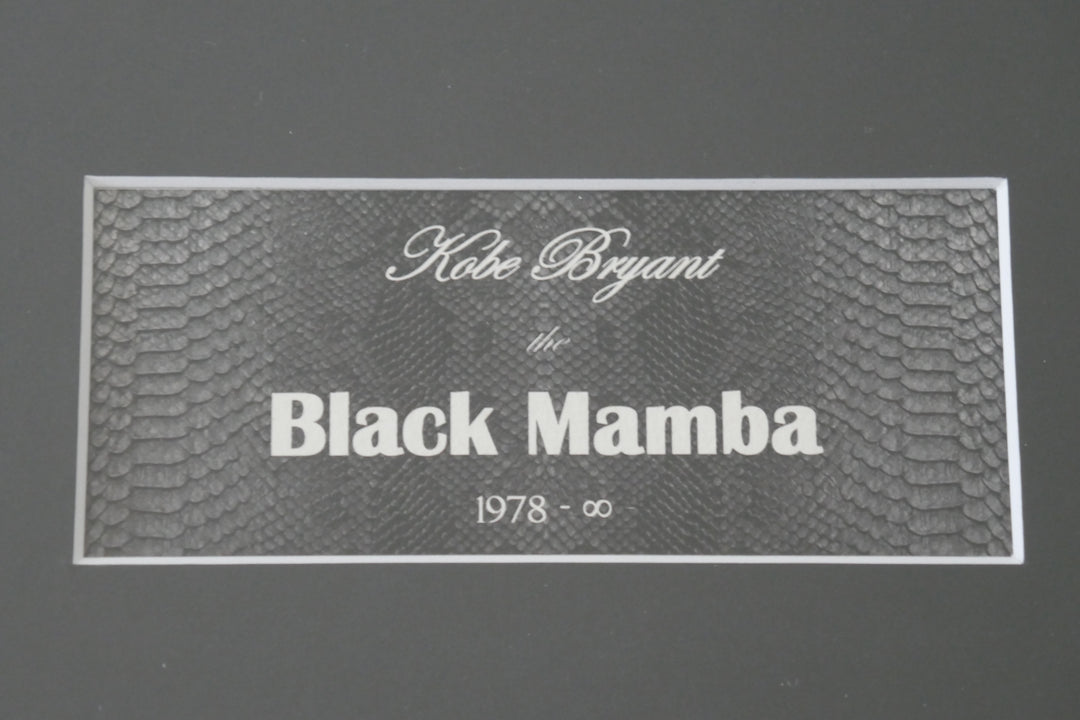 Kobe Bryant
the
Black Mamba
1978 - ∞